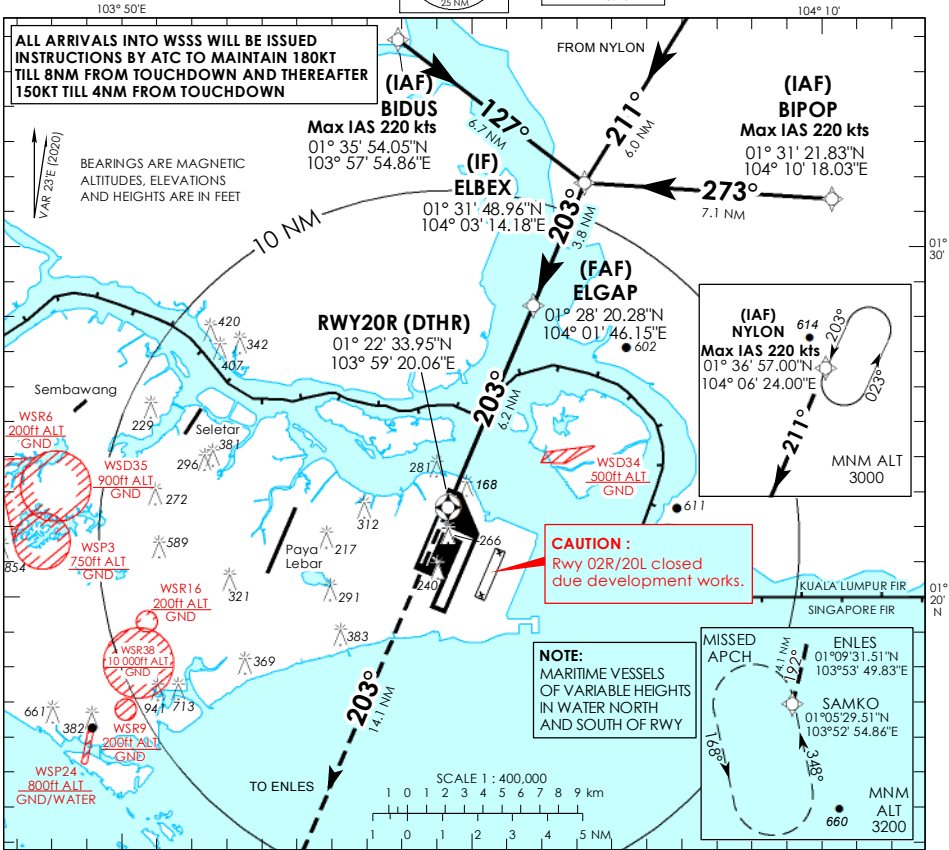 103° 50'E
25 NM
104° 10'
ALL ARRIVALS INTO WSSS WILL BE ISSUED
INSTRUCTIONS BY ATC TO MAINTAIN 180KT
TILL 8NM FROM TOUCHDOWN AND THEREAFTER
150KT TILL 4NM FROM TOUCHDOWN
FROM NYLON
(IAF)
BIDUS
Max IAS 220 kts
01° 35' 54.05"N
103° 57' 54.86"E
127°
6.7 NM
211°
6.0 NM
(IAF)
BIPOP
Max IAS 220 kts
01° 31' 21.83"N
104° 10' 18.03"E
VAR 23'E (2020)
BEARINGS ARE MAGNETIC
ALTITUDES, ELEVATIONS
AND HEIGHTS ARE IN FEET
(IF)
ELBEX
01° 31' 48.96"N
104° 03' 14.18"E
273°
7.1 NM
203°
3.8 NM
10 NM
01°
30'
(FAF)
ELGAP
01° 28' 20.28"N
104° 01' 46.15"E
602
RWY20R (DTHR)
01° 22' 33.95"N
103° 59' 20.06"E
(IAF)
NYLON
Max IAS 220 kts
01° 36' 57.00"N
104° 06' 24.00"E
614
203°
023°
211°
MNM ALT
3000
420
342
407
203°
6.2 NM
Sembawang
WSR6
200ft ALT
GND
229
Seletar
381
296
WSD35
900ft ALT
GND
272
281
168
WSD34
500ft ALT
GND
611
312
WSP3
750ft ALT
GND
854
589
217
Paya
Lebar
266
240
CAUTION :
Rwy 02R/20L closed
due development works.
KUALA LUMPUR FIR
SINGAPORE FIR
01°
20'
N
WSR16
200ft ALT
GND
321
291
383
369
WSR38
10 000ft ALT
GND
941
713
661
382
WSR9
200ft ALT
GND
WSP24
800ft ALT
GND/WATER
203°
14.1 NM
TO ENLES
NOTE:
MARITIME VESSELS
OF VARIABLE HEIGHTS
IN WATER NORTH
AND SOUTH OF RWY
MISSED
APCH
4.1 NM
192°
ENLES
01°09'31.51"N
103°53' 49.83"E
SAMKO
01°05'29.51"N
103°52' 54.86"E
168°
348°
660
MNM
ALT
3200
SCALE 1 : 400,000
1 0 1 2 3 4 5 6 7 8 9 km
1 0 1 2 3 4 5 NM